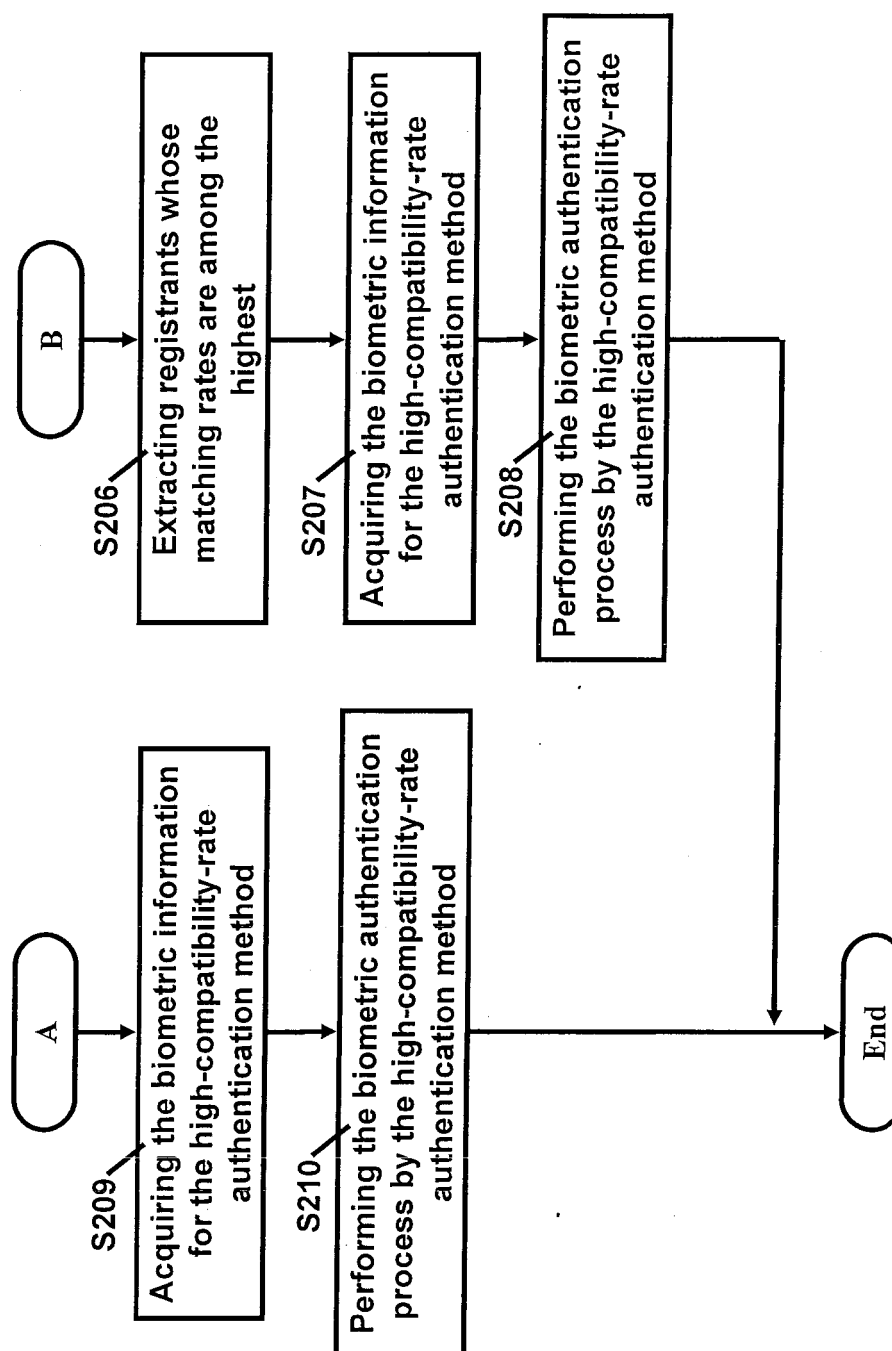 A
S209
Acquiring the biometric information
for the high-compatibility-rate
authentication method
S210
Performing the biometric authentication
process by the high-compatibility-rate
authentication method
End
B
S206
Extracting registrants whose
matching rates are among the
highest
S207
Acquiring the biometric information
for the high-compatibility-rate
authentication method
S208
Performing the biometric authentication
process by the high-compatibility-rate
authentication method